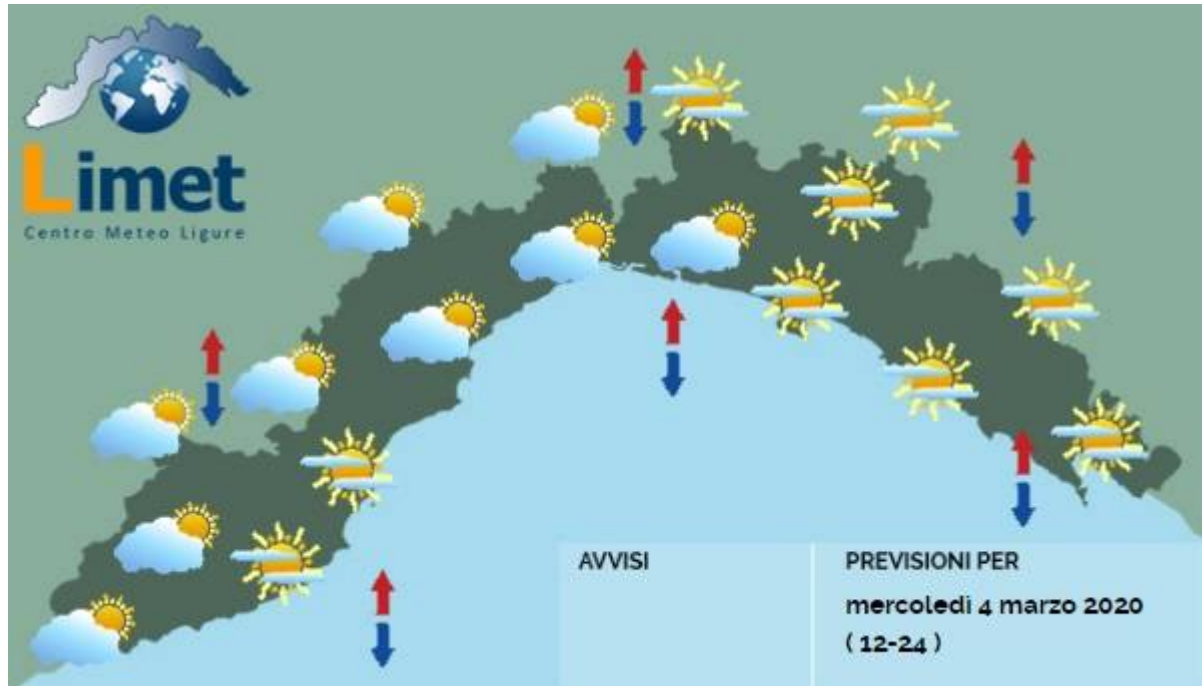 Limet
Centro Meteo Ligure
AVVISI
PREVISIONI PER
mercoledì 4 marzo 2020
( 12-24 )